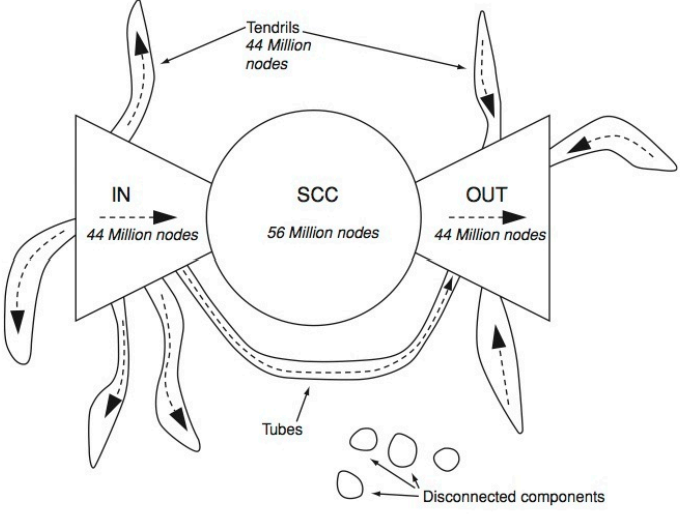 Tendrils
44 Million
nodes
IN
SCC
OUT
44 Million nodes
56 Million nodes
44 Million nodes
Tubes
Disconnected components